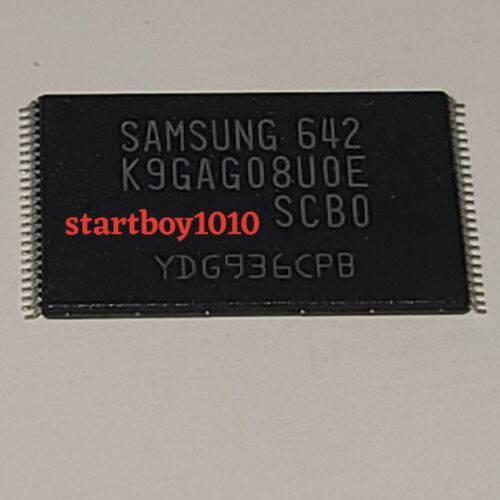 SAMSUNG 642
K9GAG08U0E
startboy1010
SCB0
YDG936CPB